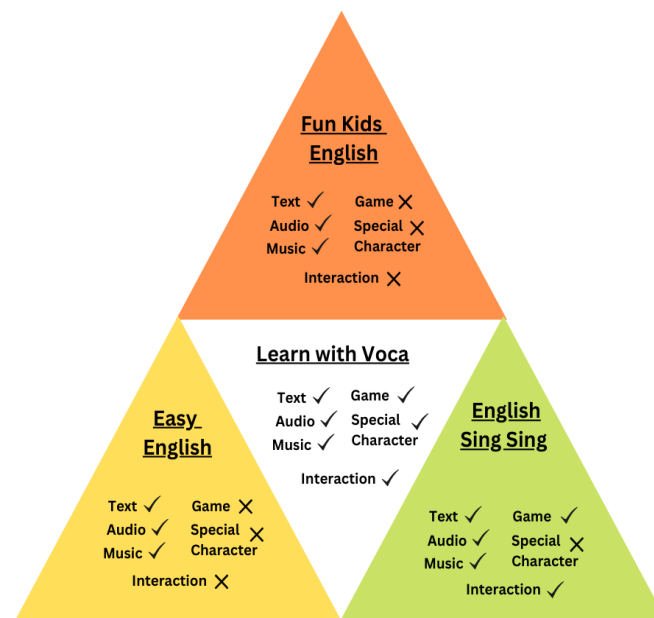 Fun Kids
English
Text ✓ Game ✕
Audio ✓ Special ✕
Music ✓ Character
Interaction ✕
Learn with Voca
Text ✓ Game ✓
Audio ✓ Special ✓
Music ✓ Character
Interaction ✓
Easy
English
Text ✓ Game ✕
Audio ✓ Special ✕
Music ✓ Character
Interaction ✕
English
Sing Sing
Text ✓ Game ✓
Audio ✓ Special ✕
Music ✓ Character
Interaction ✓